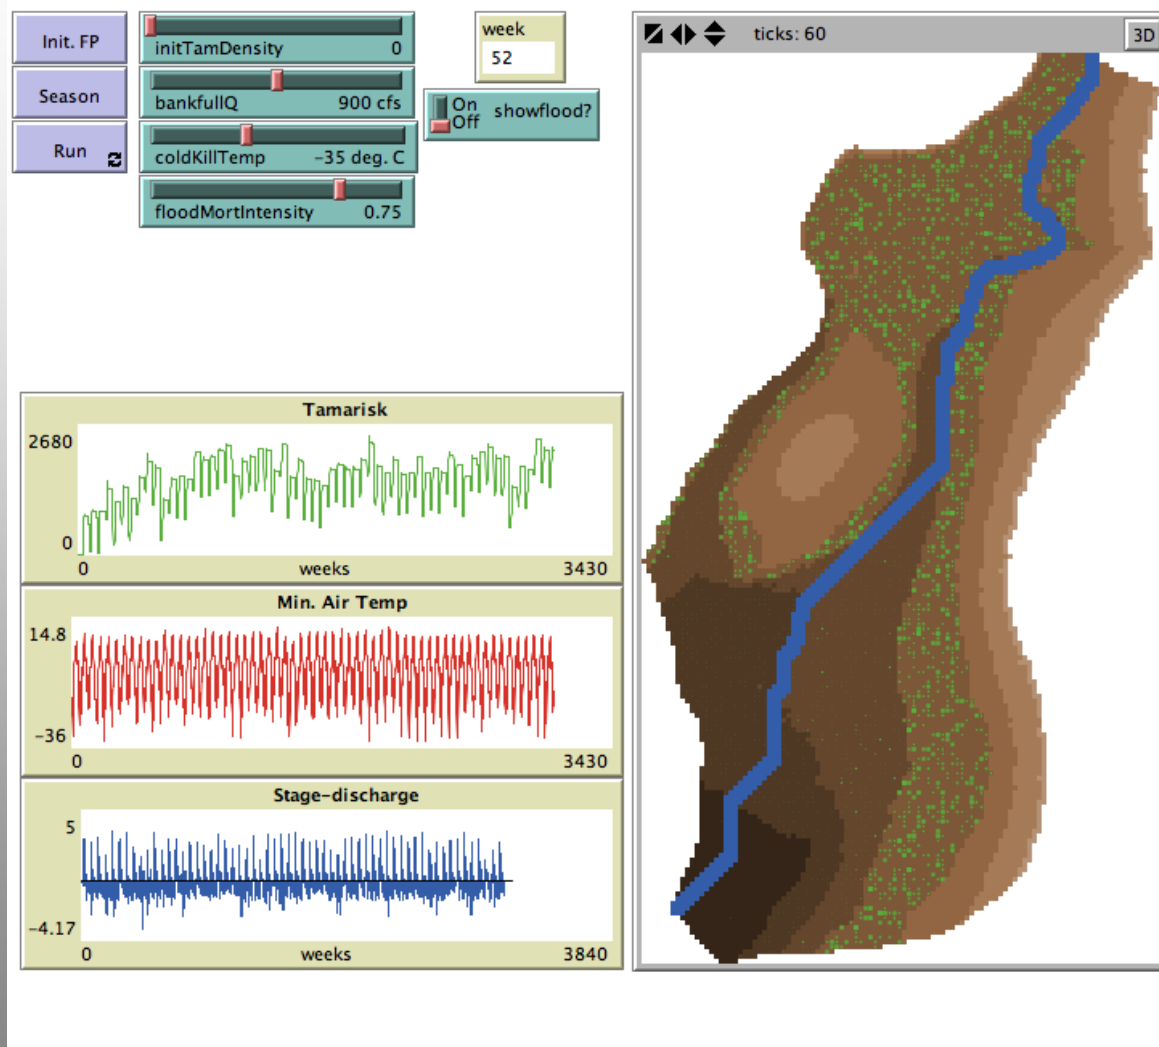 Init. FP
Season
Run
initTamDensity 0
bankfullQ 900 cfs
coldKillTemp -35 deg. C
floodMortIntensity 0.75
week
52
On
Off
showflood?
ticks: 60
3D
Tamarisk
2680
0
0 weeks 3430
Min. Air Temp
14.8
-36
0 3430
Stage-discharge
5
-4.17
0 weeks 3840